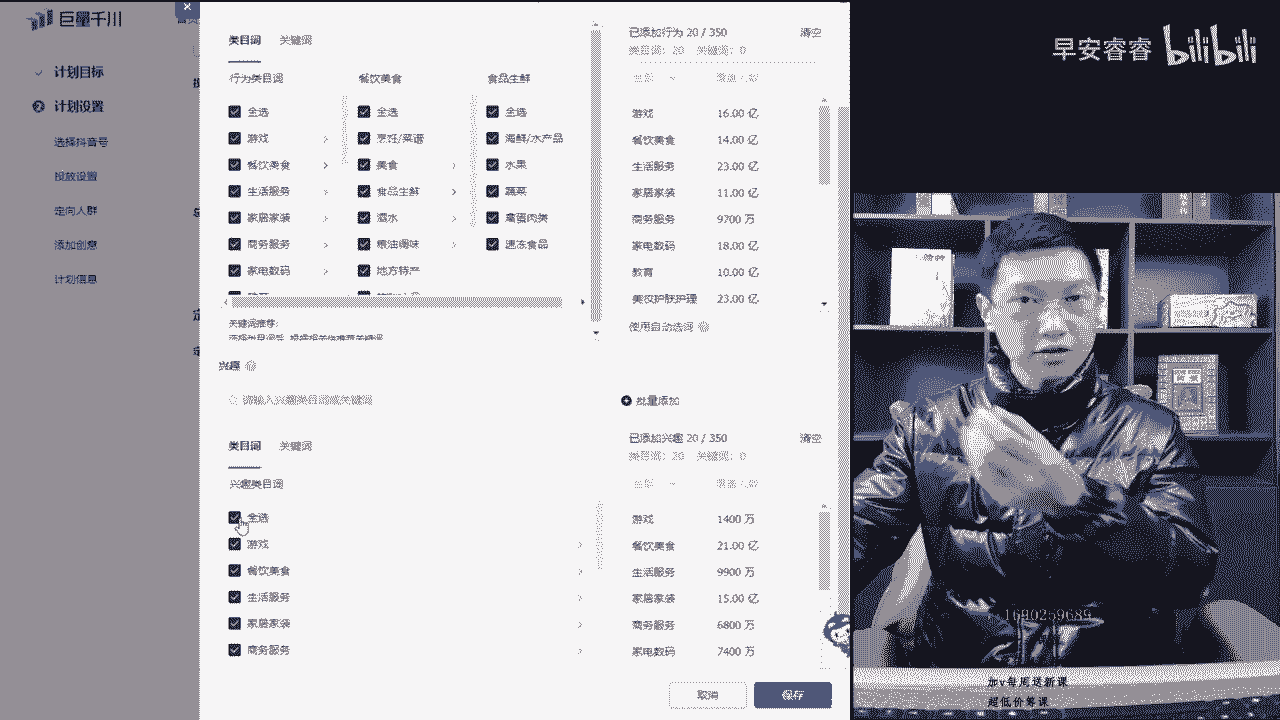 巨量千川
计划目标
计划设置
选择抖音号
投放设置
定向人群
添加创意
计划信息
类目词 关键词
行为类目词 餐饮美食 食品生鲜
全选 全选 全选
游戏 烹饪/菜谱 海鲜/水产品
餐饮美食 美食 水果
生活服务 食品生鲜 蔬菜
家居家装 酒水 禽蛋肉类
商务服务 粮油调味 速冻食品
家电数码 地方特产
关键词推荐:
已添加行为 20 / 350 清空
类目词: 20 关键词: 0
游戏 16.00 亿
餐饮美食 14.00 亿
生活服务 23.00 亿
家居家装 11.00 亿
商务服务 9700 万
家电数码 18.00 亿
教育 10.00 亿
美妆护肤护理 23.00 亿
使用自动选词
兴趣
请输入兴趣类目词或关键词
批量添加
类目词 关键词
兴趣类目词
全选
游戏
餐饮美食
生活服务
家居家装
商务服务
已添加兴趣 20 / 350 清空
类目词: 20 关键词: 0
游戏 1400 万
餐饮美食 21.00 亿
生活服务 9900 万
家居家装 15.00 亿
商务服务 6800 万
家电数码 7400 万
取消 保存
早安睿睿 bilibili
1690259689
加v每周送新课
超低价筹课